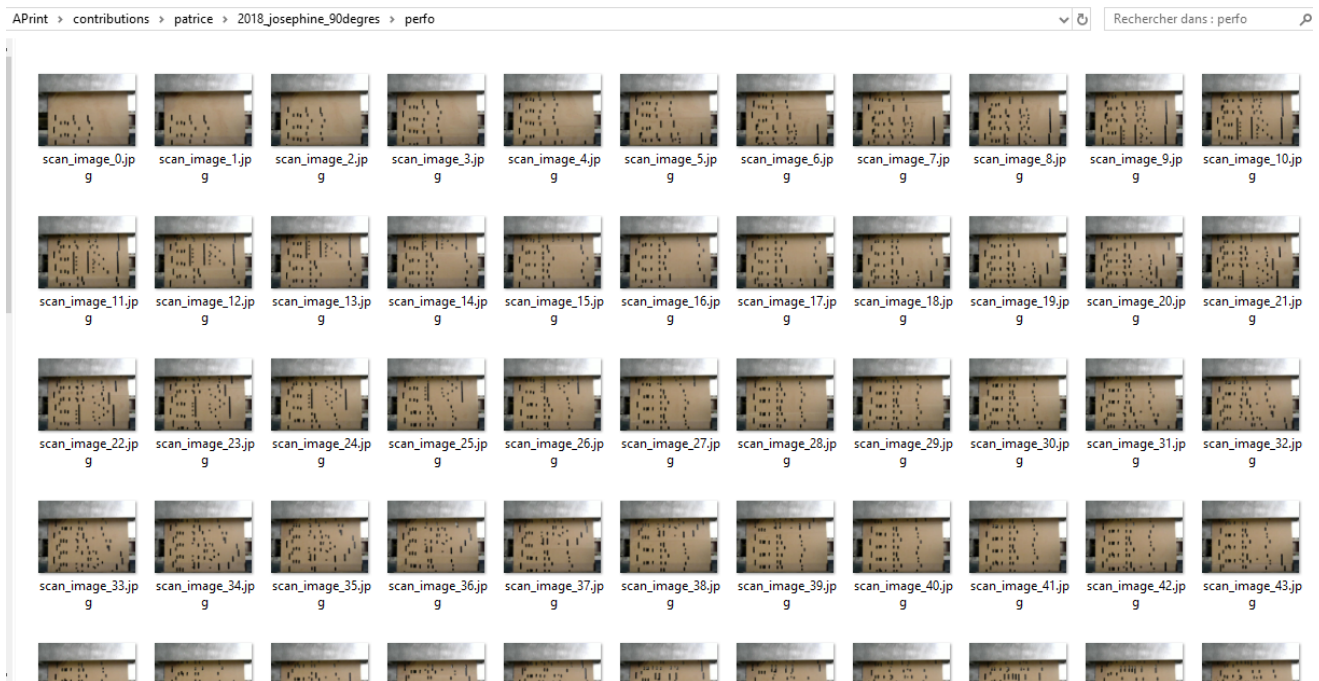 APrint > contributions > patrice > 2018_josephine_90degres > perfo Rechercher dans : perfo
scan_image_0.jp scan_image_1.jp scan_image_2.jp scan_image_3.jp scan_image_4.jp scan_image_5.jp scan_image_6.jp scan_image_7.jp scan_image_8.jp scan_image_9.jp scan_image_10.jp
g g g g g g g g g g g
scan_image_11.jp scan_image_12.jp scan_image_13.jp scan_image_14.jp scan_image_15.jp scan_image_16.jp scan_image_17.jp scan_image_18.jp scan_image_19.jp scan_image_20.jp scan_image_21.jp
g g g g g g g g g g g
scan_image_22.jp scan_image_23.jp scan_image_24.jp scan_image_25.jp scan_image_26.jp scan_image_27.jp scan_image_28.jp scan_image_29.jp scan_image_30.jp scan_image_31.jp scan_image_32.jp
g g g g g g g g g g g
scan_image_33.jp scan_image_34.jp scan_image_35.jp scan_image_36.jp scan_image_37.jp scan_image_38.jp scan_image_39.jp scan_image_40.jp scan_image_41.jp scan_image_42.jp scan_image_43.jp
g g g g g g g g g g g